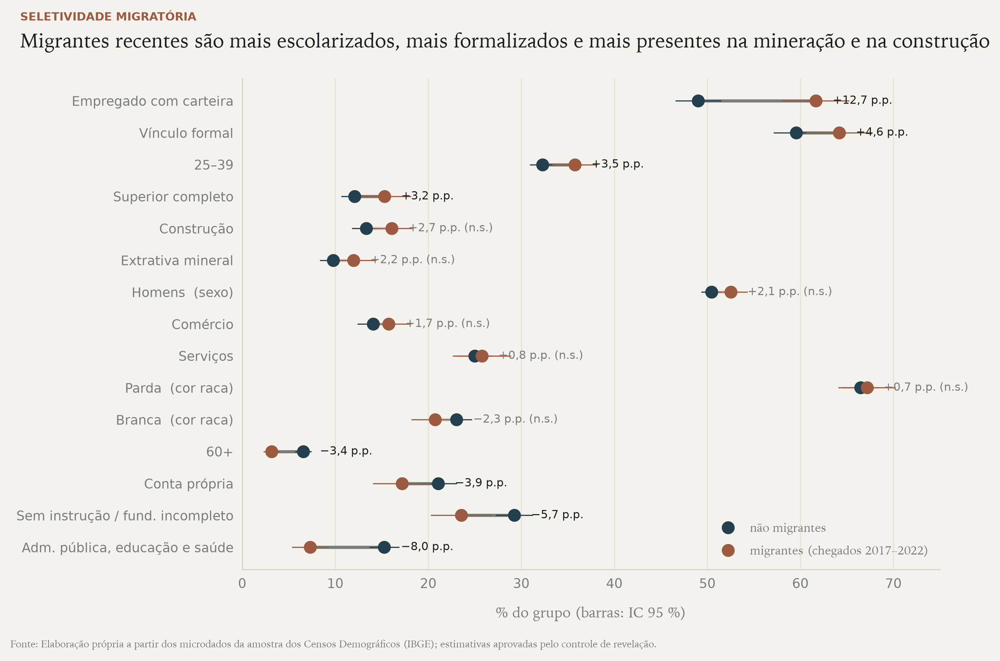 SELETIVIDADE MIGRATÓRIA
Migrantes recentes são mais escolarizados, mais formalizados e mais presentes na mineração e na construção
Empregado com carteira
+12,7 p.p.
Vínculo formal
+4,6 p.p.
25–39
+3,5 p.p.
Superior completo
+3,2 p.p.
Construção
+2,7 p.p. (n.s.)
Extrativa mineral
+2,2 p.p. (n.s.)
Homens (sexo)
+2,1 p.p. (n.s.)
Comércio
+1,7 p.p. (n.s.)
Serviços
+0,8 p.p. (n.s.)
Parda (cor raca)
+0,7 p.p. (n.s.)
Branca (cor raca)
−2,3 p.p. (n.s.)
60+
−3,4 p.p.
Conta própria
−3,9 p.p.
Sem instrução / fund. incompleto
−5,7 p.p.
Adm. pública, educação e saúde
−8,0 p.p.
não migrantes
migrantes (chegados 2017–2022)
0 10 20 30 40 50 60 70
% do grupo (barras: IC 95 %)
Fonte: Elaboração própria a partir dos microdados da amostra dos Censos Demográficos (IBGE); estimativas aprovadas pelo controle de revelação.